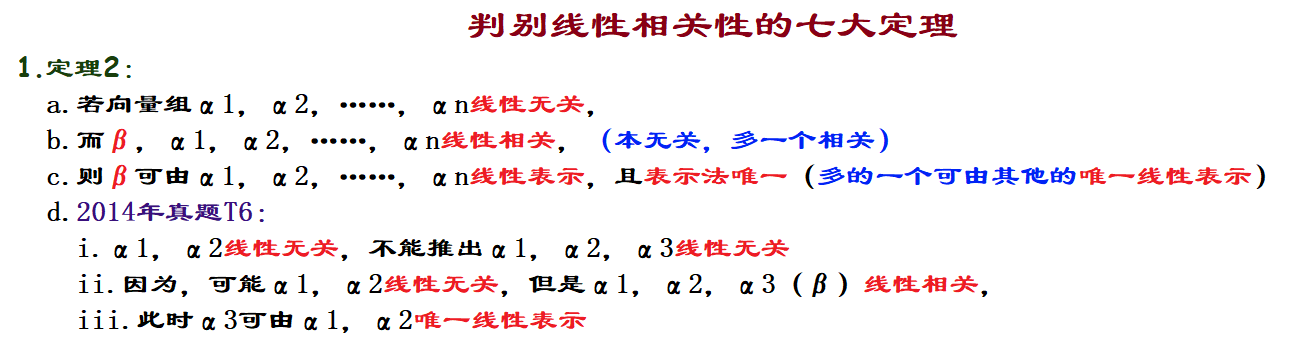 判别线性相关性的七大定理
1.定理2：
a.若向量组α1，α2，……，αn线性无关，
b.而β，α1，α2，……，αn线性相关，（本无关，多一个相关）
c.则β可由α1，α2，……，αn线性表示，且表示法唯一（多的一个可由其他的唯一线性表示）
d.2014年真题T6：
i.α1，α2线性无关，不能推出α1，α2，α3线性无关
ii.因为，可能α1，α2线性无关，但是α1，α2，α3（β）线性相关，
iii.此时α3可由α1，α2唯一线性表示